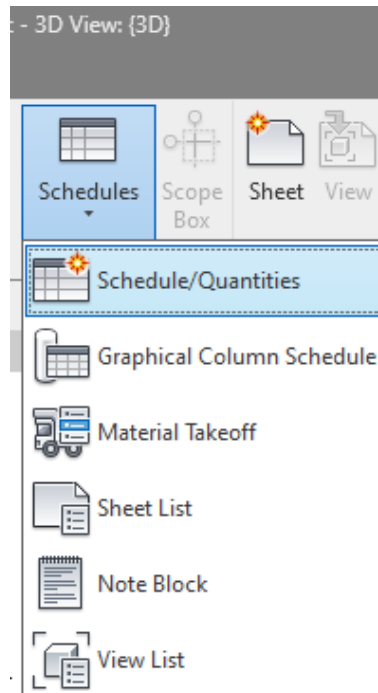 - 3D View: {3D}
Schedules
Scope
Box
Sheet
View
Schedule/Quantities
Graphical Column Schedule
Material Takeoff
Sheet List
Note Block
View List